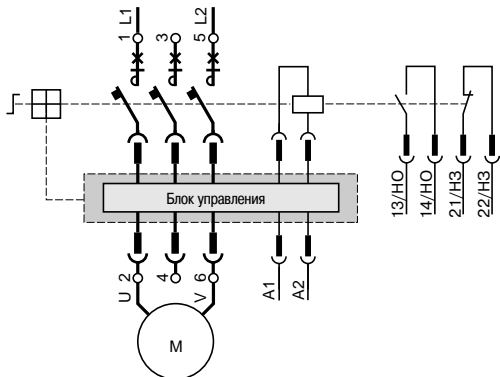 L1
L2
1
3
5
Блок управления
13/НО
14/НО
21/НЗ
22/НЗ
2
4
6
U
V
A1
A2
M